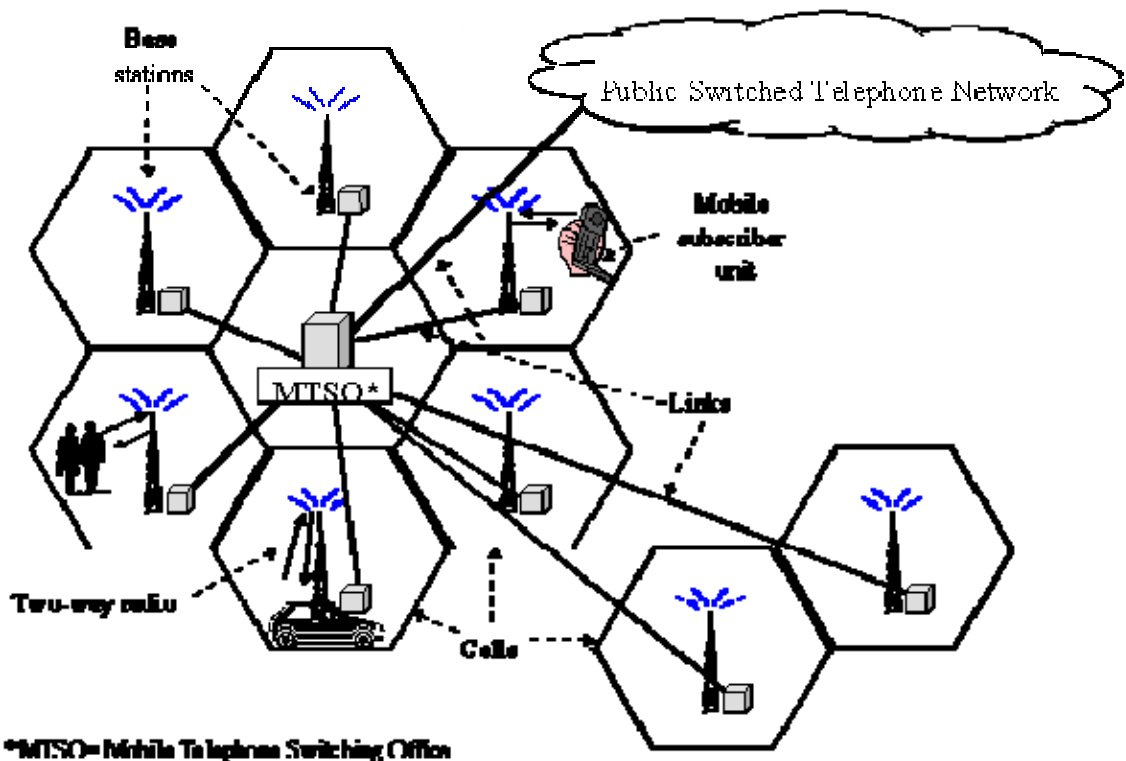 Base
stations
Public Switched Telephone Network
Mobile
subscriber
unit
MTSO*
Links
Two-way radio
Cells
*MTSO= Mobile Telephone Switching Office